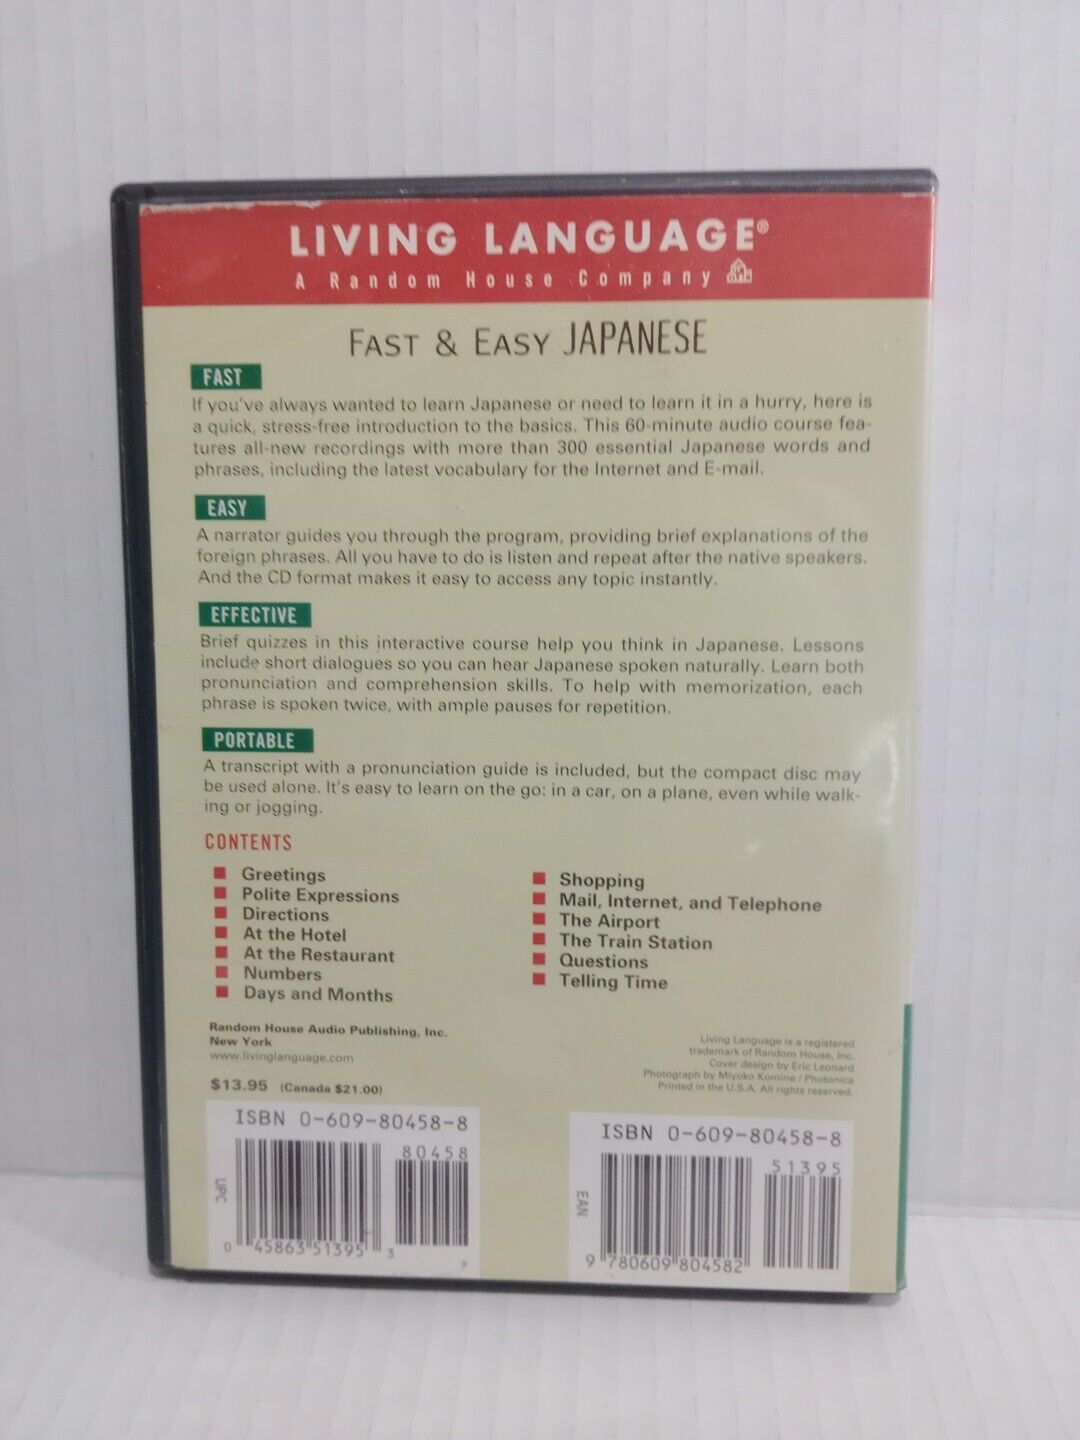 LIVING LANGUAGE®
A Random House Company
FAST & EASY JAPANESE
FAST
If you've always wanted to learn Japanese or need to learn it in a hurry, here is
a quick, stress-free introduction to the basics. This 60-minute audio course fea-
tures all-new recordings with more than 300 essential Japanese words and
phrases, including the latest vocabulary for the Internet and E-mail.
EASY
A narrator guides you through the program, providing brief explanations of the
foreign phrases. All you have to do is listen and repeat after the native speakers.
And the CD format makes it easy to access any topic instantly.
EFFECTIVE
Brief quizzes in this interactive course help you think in Japanese. Lessons
include short dialogues so you can hear Japanese spoken naturally. Learn both
pronunciation and comprehension skills. To help with memorization, each
phrase is spoken twice, with ample pauses for repetition.
PORTABLE
A transcript with a pronunciation guide is included, but the compact disc may
be used alone. It's easy to learn on the go: in a car, on a plane, even while walk-
ing or jogging.
CONTENTS
Greetings
Polite Expressions
Directions
At the Hotel
At the Restaurant
Numbers
Days and Months
Shopping
Mail, Internet, and Telephone
The Airport
The Train Station
Questions
Telling Time
Random House Audio Publishing, Inc.
New York
www.livinglanguage.com
$13.95 (Canada $21.00)
Living Language is a registered
trademark of Random House, Inc.
Cover design by Eric Leonard
Photograph by Miyoko Komine / Photonica
Printed in the U.S.A. All rights reserved.
ISBN 0-609-80458-8
80458
UPC
0 45863 51395 3
P
ISBN 0-609-80458-8
51395
EAN
9 780609 804582